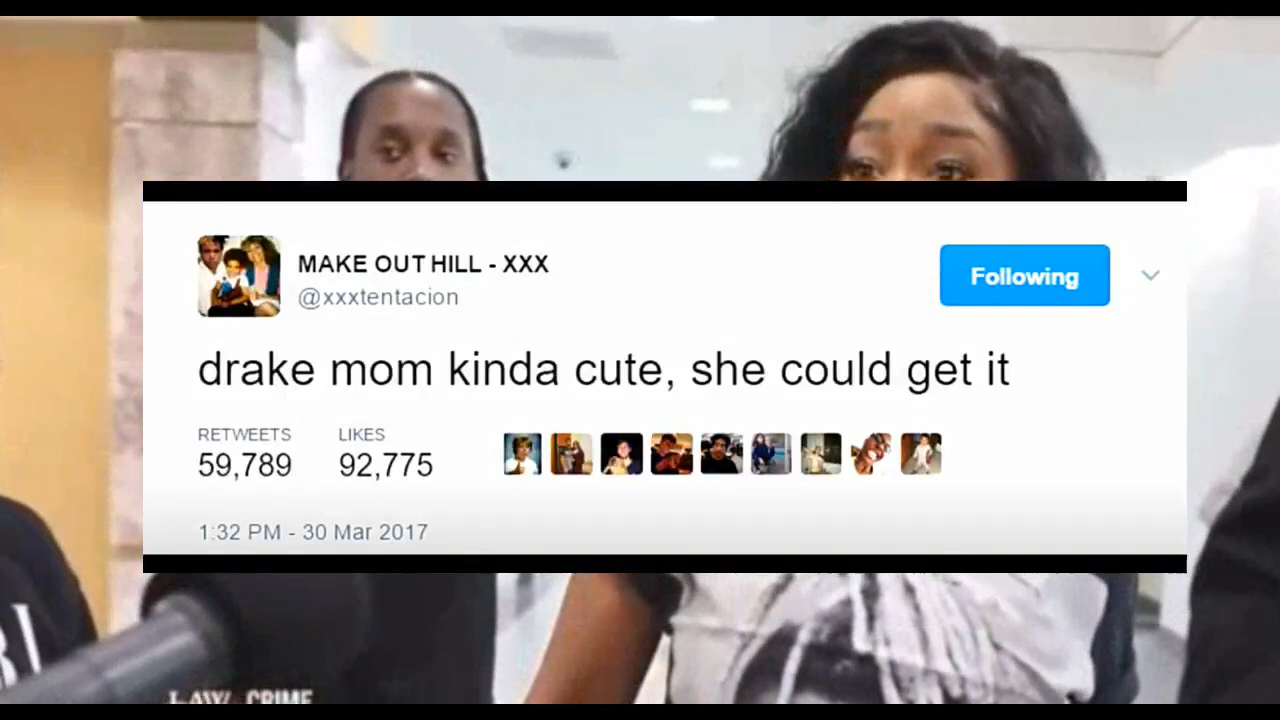 MAKE OUT HILL - XXX
@xxxtentacion
Following
drake mom kinda cute, she could get it
RETWEETS LIKES
59,789 92,775
1:32 PM - 30 Mar 2017
LAW CRIME